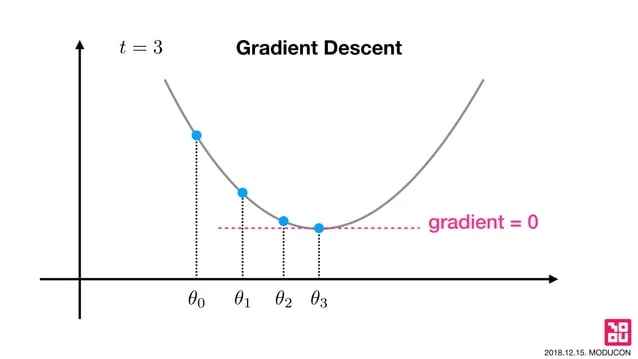 t = 3
Gradient Descent
gradient = 0
θ₀ θ₁ θ₂ θ₃
2018.12.15. MODUCON